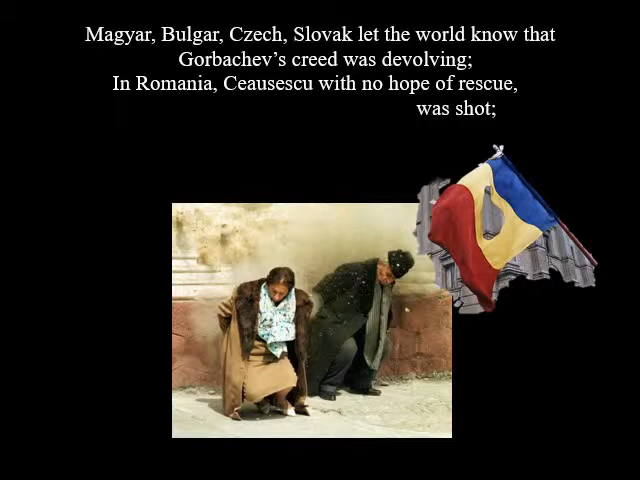 Magyar, Bulgar, Czech, Slovak let the world know that
Gorbachev’s creed was devolving;
In Romania, Ceausescu with no hope of rescue,
was shot;